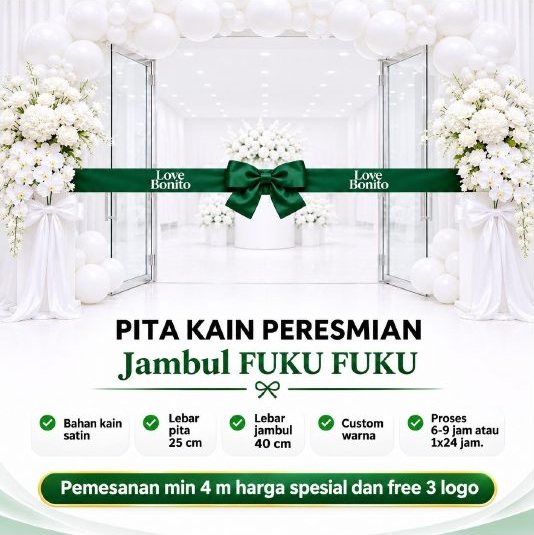 Love
Bonito
Love
Bonito
PITA KAIN PERESMIAN
Jambul FUKU FUKU
Bahan kain
satin
Lebar
pita
25 cm
Lebar
jambul
40 cm
Custom
warna
Proses
6-9 jam atau
1x24 jam.
Pemesanan min 4 m harga spesial dan free 3 logo